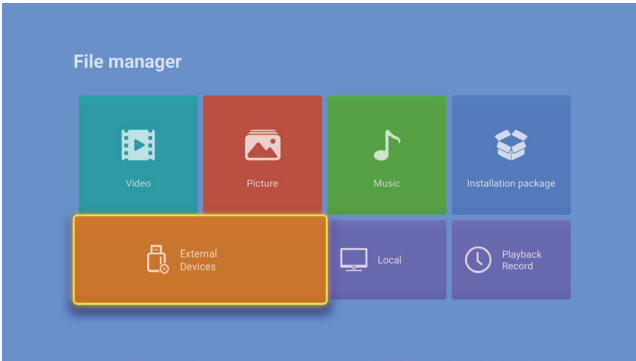 File manager
Video
Picture
Music
Installation package
External
Devices
Local
Playback
Record